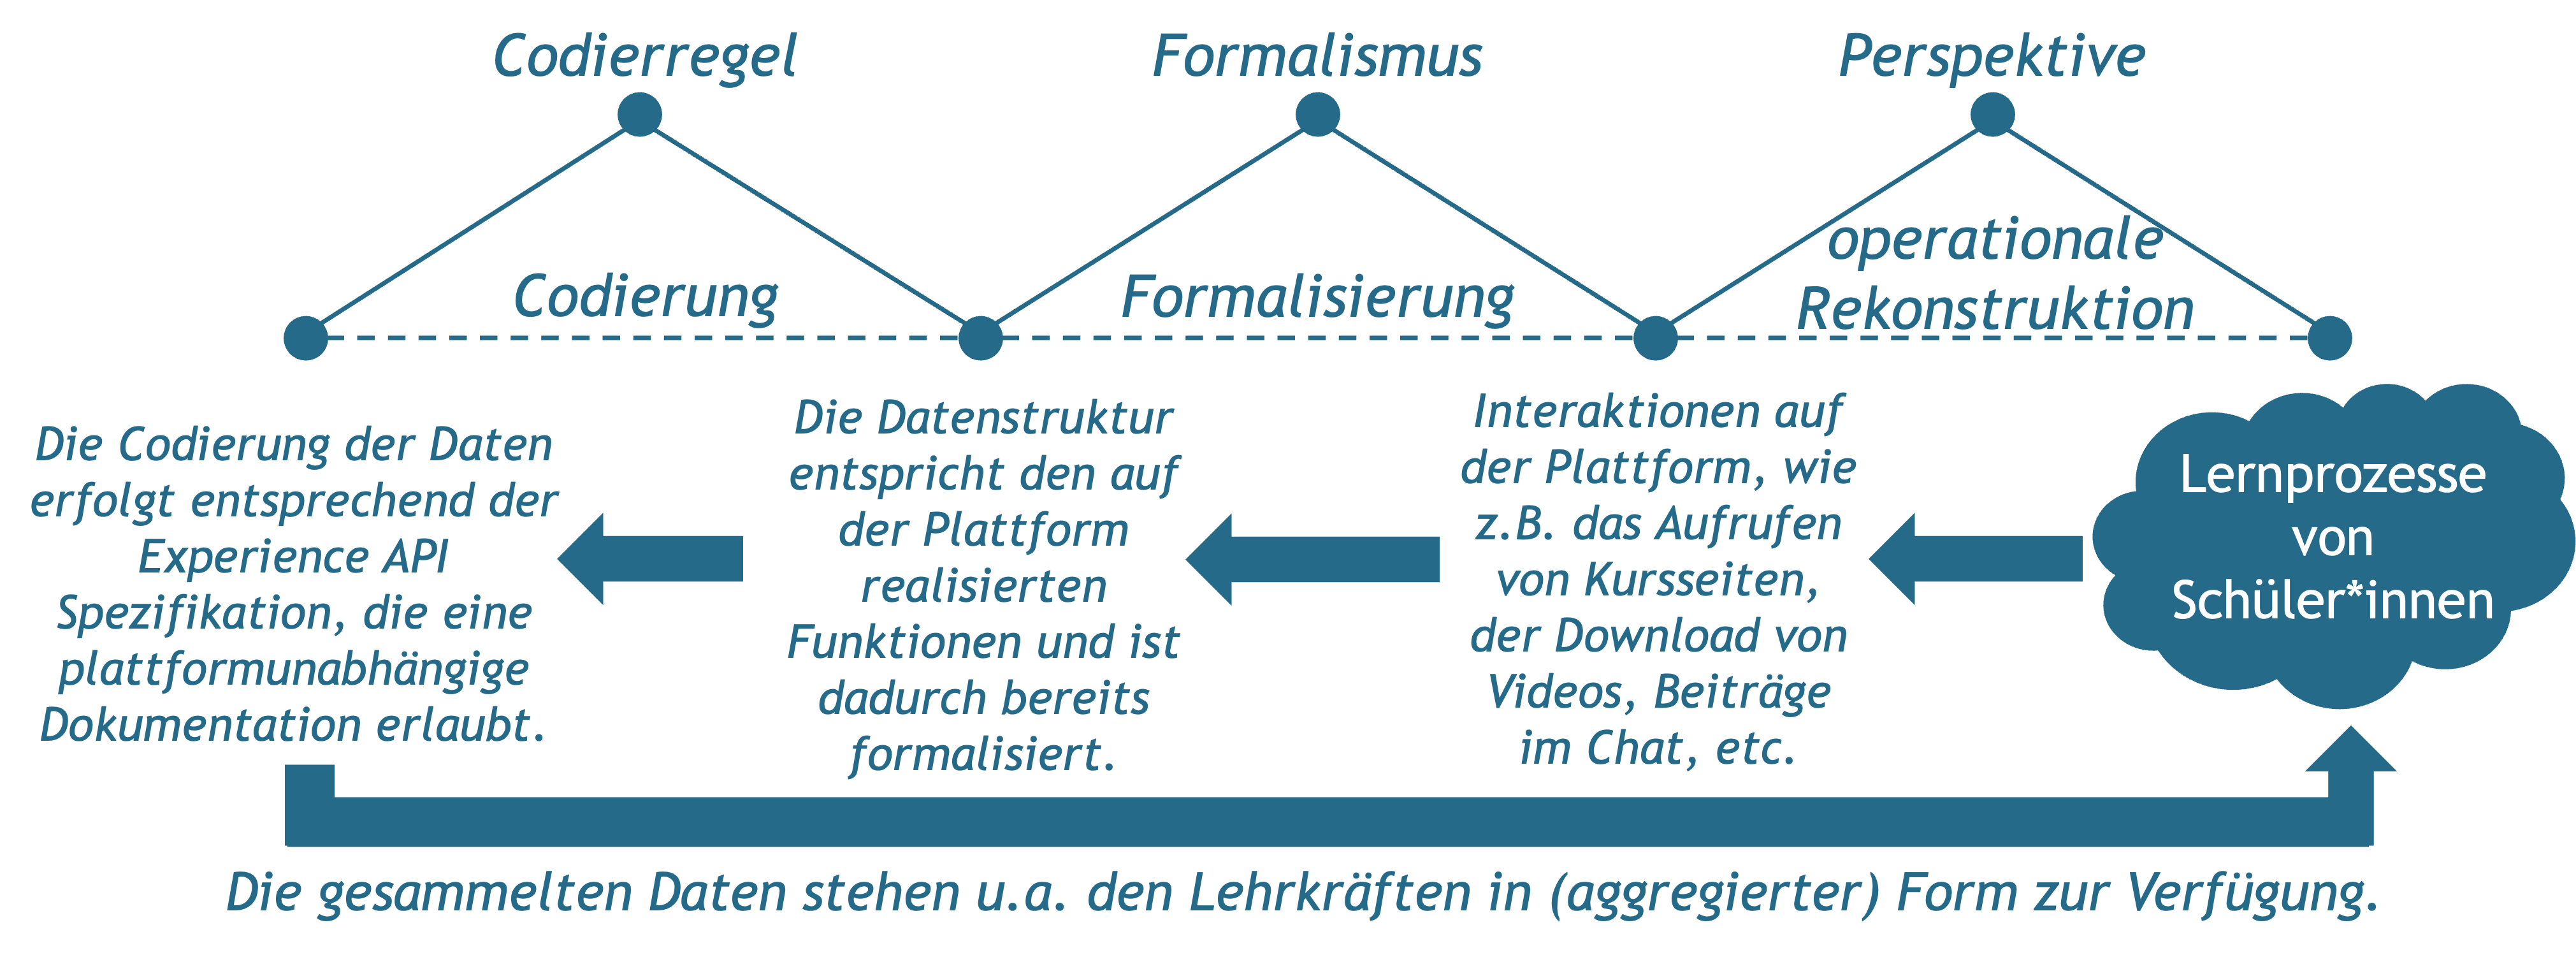 Codierregel
Formalismus
Perspektive
Codierung
Formalisierung
operationale
Rekonstruktion
Die Codierung der Daten
erfolgt entsprechend der
Experience API
Spezifikation, die eine
plattformunabhängige
Dokumentation erlaubt.
Die Datenstruktur
entspricht den auf
der Plattform
realisierten
Funktionen und ist
dadurch bereits
formalisiert.
Interaktionen auf
der Plattform, wie
z.B. das Aufrufen
von Kursseiten,
der Download von
Videos, Beiträge
im Chat, etc.
Lernprozesse
von
Schüler*innen
Die gesammelten Daten stehen u.a. den Lehrkräften in (aggregierter) Form zur Verfügung.